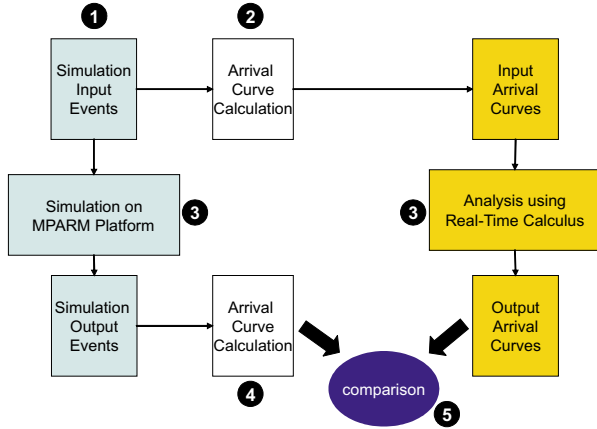 1
2
Simulation
Input
Events
Arrival
Curve
Calculation
Input
Arrival
Curves
Simulation on
MPARM Platform
3
3
Analysis using
Real-Time Calculus
Simulation
Output
Events
Arrival
Curve
Calculation
Output
Arrival
Curves
4
comparison
5